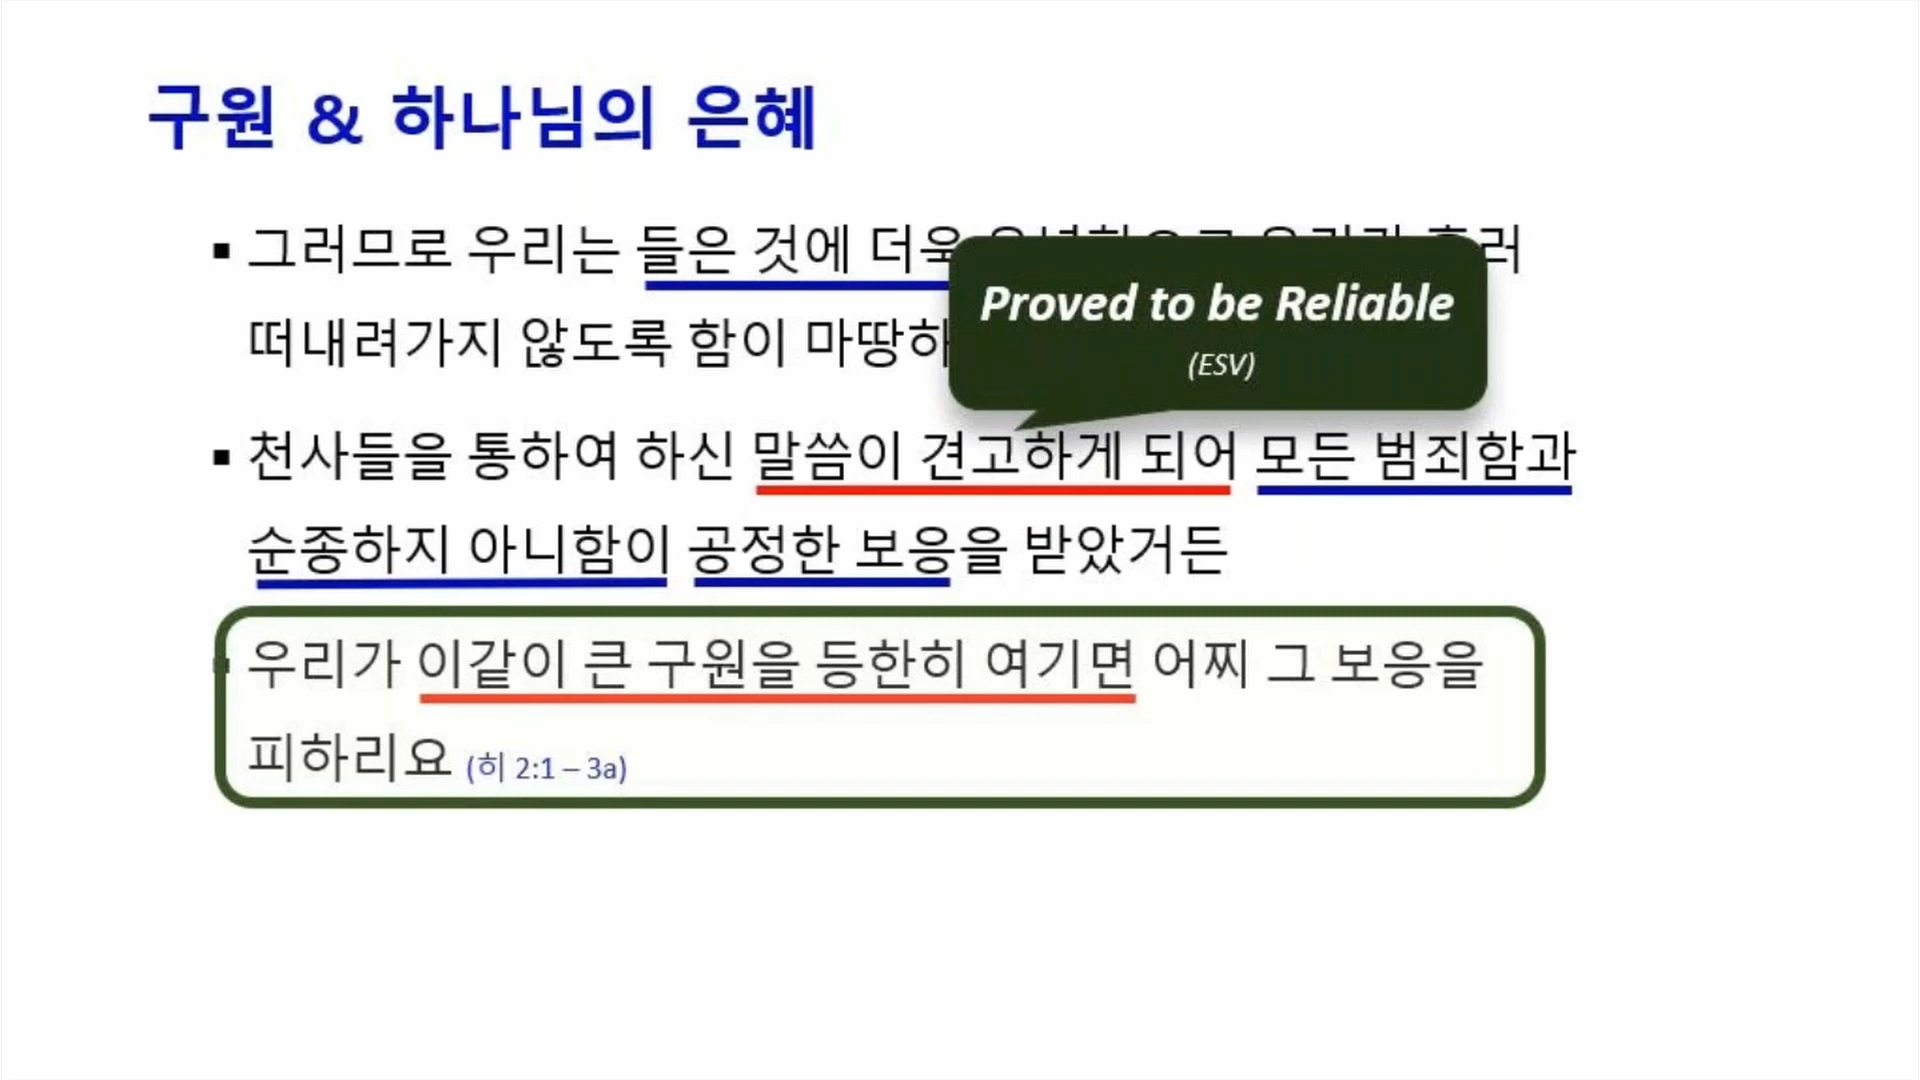 구원 & 하나님의 은혜
▪ 그러므로 우리는 들은 것에 더욱
떠내려가지 않도록 함이 마땅하
Proved to be Reliable
(ESV)
▪ 천사들을 통하여 하신 말씀이 견고하게 되어 모든 범죄함과
순종하지 아니함이 공정한 보응을 받았거든
▪ 우리가 이같이 큰 구원을 등한히 여기면 어찌 그 보응을
피하리요 (히 2:1 – 3a)